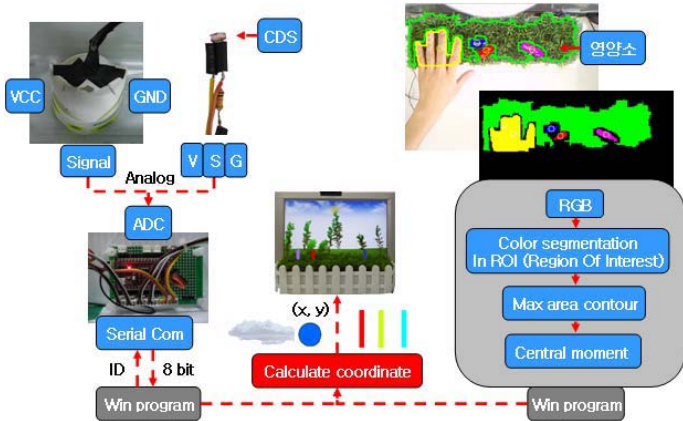 CDS
영양소
VCC
GND
Signal
V S G
Analog
ADC
RGB
Color segmentation
In ROI (Region Of Interest)
Max area contour
Central moment
(x, y)
Serial Com
Calculate coordinate
ID
8 bit
Win program
Win program